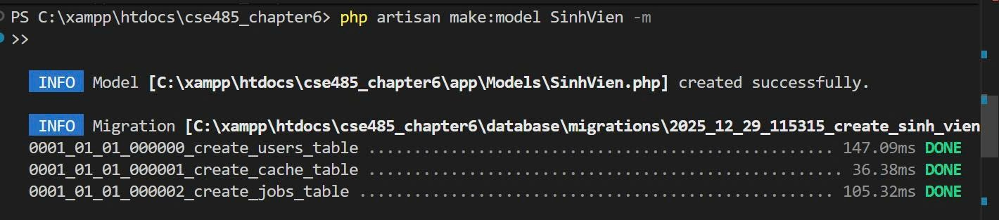 PS C:\xampp\htdocs\cse485_chapter6> php artisan make:model SinhVien -m
>>
INFO Model [C:\xampp\htdocs\cse485_chapter6\app\Models\SinhVien.php] created successfully.
INFO Migration [C:\xampp\htdocs\cse485_chapter6\database\migrations\2025_12_29_115315_create_sinh_vien
0001_01_01_000000_create_users_table ................................................... 147.09ms DONE
0001_01_01_000001_create_cache_table .................................................... 36.38ms DONE
0001_01_01_000002_create_jobs_table .................................................... 105.32ms DONE